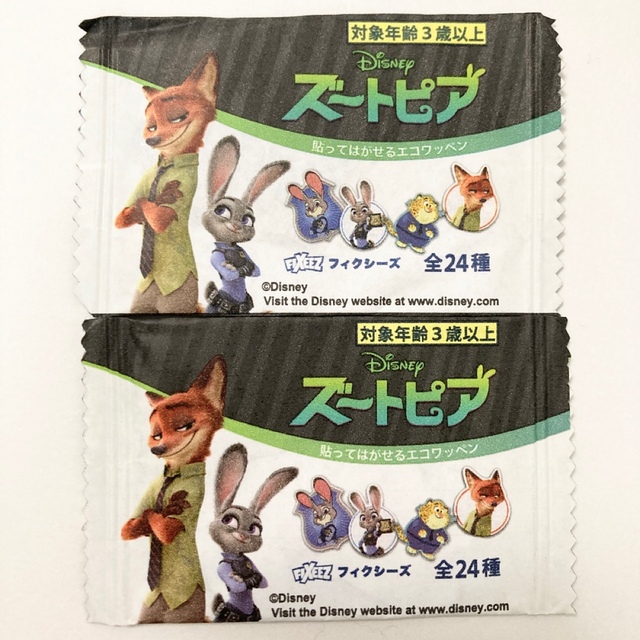 対象年齢3歳以上
Disney
ズートピア
貼ってはがせるエコワッペン
FIXEEZ フィクシーズ 全24種
©Disney
Visit the Disney website at www.disney.com
対象年齢3歳以上
Disney
ズートピア
貼ってはがせるエコワッペン
FIXEEZ フィクシーズ 全24種
©Disney
Visit the Disney website at www.disney.com